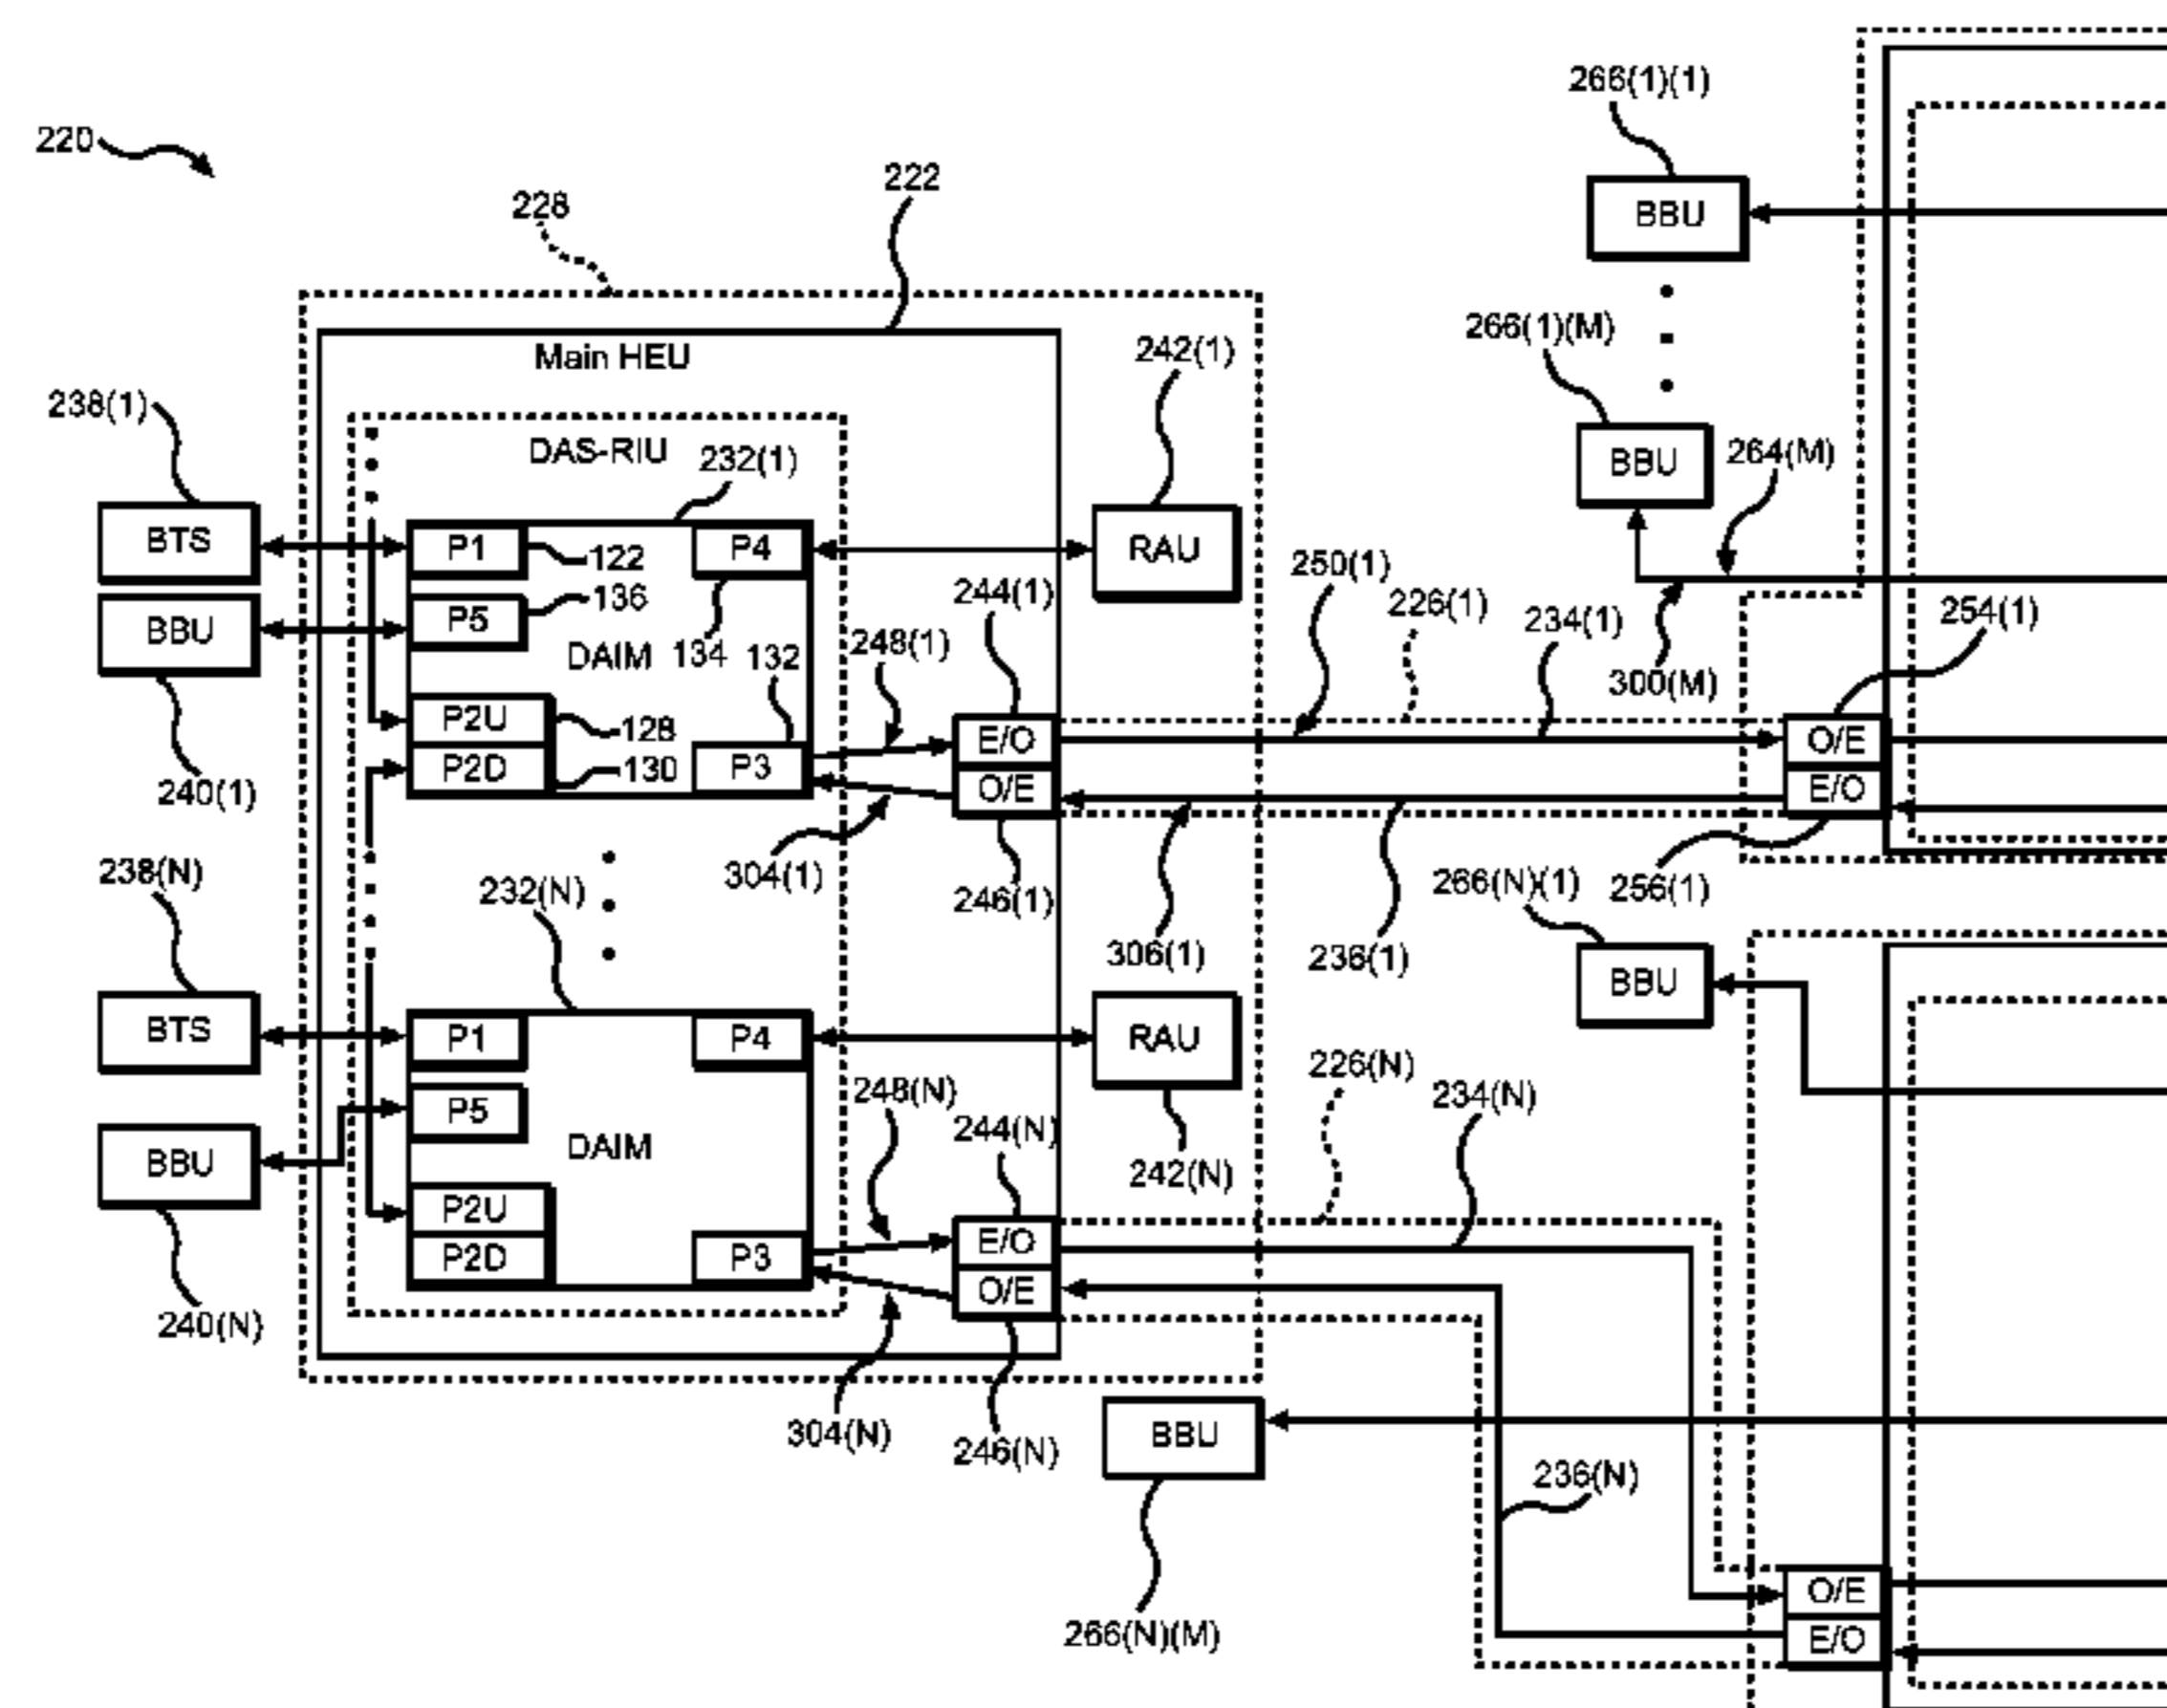 266(1)(1)
220
222
228
BBU
266(1)(M)
Main HEU
242(1)
238(1)
DAS-RIU
232(1)
BBU
264(M)
BTS
P1
122
P4
RAU
250(1)
244(1)
226(1)
234(1)
254(1)
136
P5
BBU
DAIM
134
132
248(1)
300(M)
P2U
128
E/O
O/E
P2D
130
P3
O/E
E/O
240(1)
304(1)
246(1)
238(N)
232(N)
266(N)(1)
256(1)
306(1)
236(1)
BBU
BTS
P1
P4
RAU
226(N)
248(N)
234(N)
P5
244(N)
DAIM
BBU
242(N)
P2U
E/O
P2D
P3
O/E
240(N)
304(N)
246(N)
BBU
236(N)
O/E
266(N)(M)
E/O